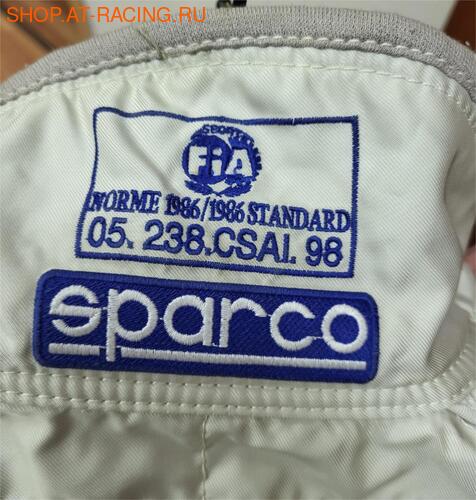 SHOP.AT-RACING.RU
FiA
NORME 1986/1986 STANDARD
05. 238.CSAI. 98
sparco